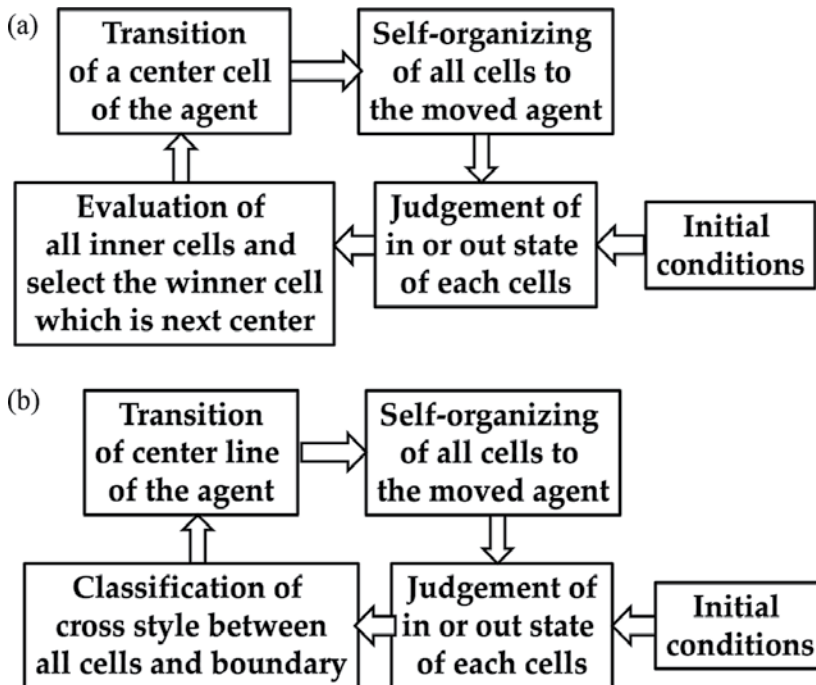 (a)
Transition
of a center cell
of the agent
Self-organizing
of all cells to
the moved agent
Evaluation of
all inner cells and
select the winner cell
which is next center
Judgement of
in or out state
of each cells
Initial
conditions
(b)
Transition
of center line
of the agent
Self-organizing
of all cells to
the moved agent
Classification of
cross style between
all cells and boundary
Judgement of
in or out state
of each cells
Initial
conditions